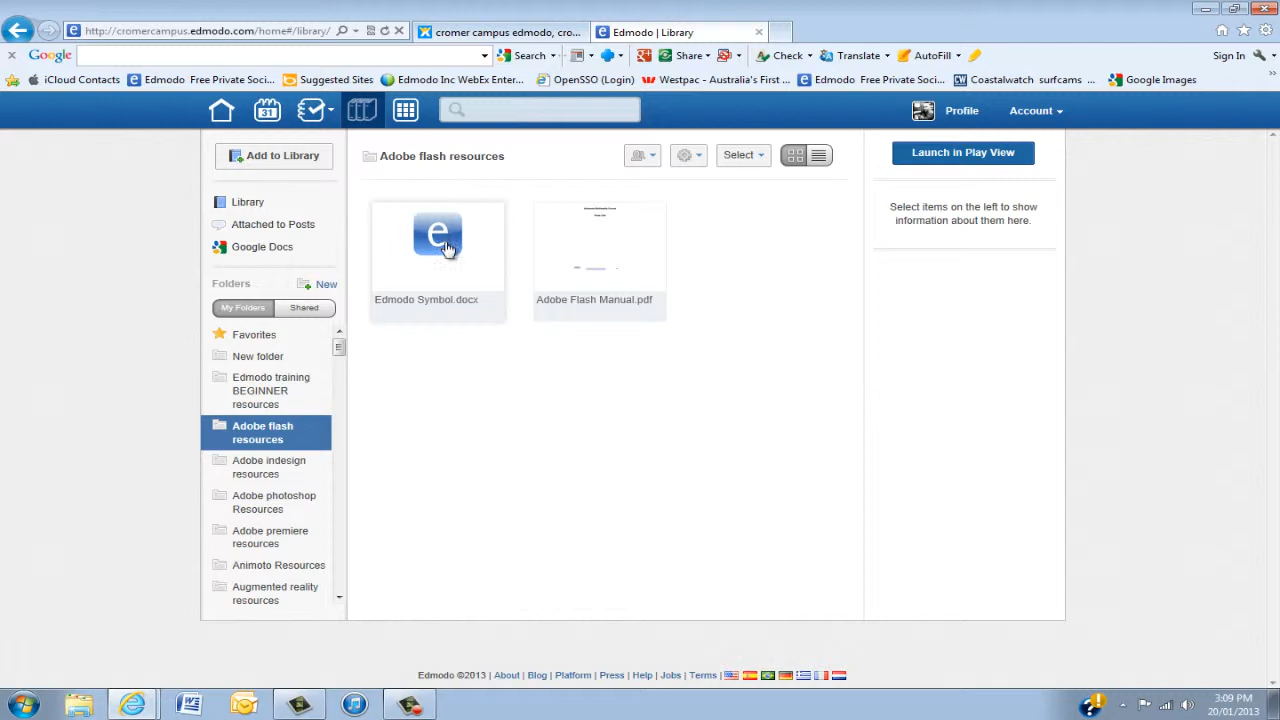 http://cromercampus.edmodo.com/home#/library/
cromer campus edmodo, cro...
Edmodo | Library
Google
Search
Share
Check
Translate
AutoFill
Sign In
iCloud Contacts
Edmodo Free Private Soci...
Suggested Sites
Edmodo Inc WebEx Enter...
OpenSSO (Login)
Westpac - Australia's First ...
Edmodo Free Private Soci...
CW
Coastalwatch surfcams ...
Google Images
31
Profile
Account
Add to Library
Adobe flash resources
Select
Launch in Play View
Library
Attached to Posts
Google Docs
Select items on the left to show
information about them here.
Folders
New
My Folders
Shared
e
Edmodo Symbol.docx
Adobe Flash Manual.pdf
Favorites
New folder
Edmodo training
BEGINNER
resources
Adobe flash
resources
Adobe indesign
resources
Adobe photoshop
Resources
Adobe premiere
resources
Animoto Resources
Augmented reality
resources
Edmodo ©2013 | About | Blog | Platform | Press | Help | Jobs | Terms |
3:09 PM
20/01/2013